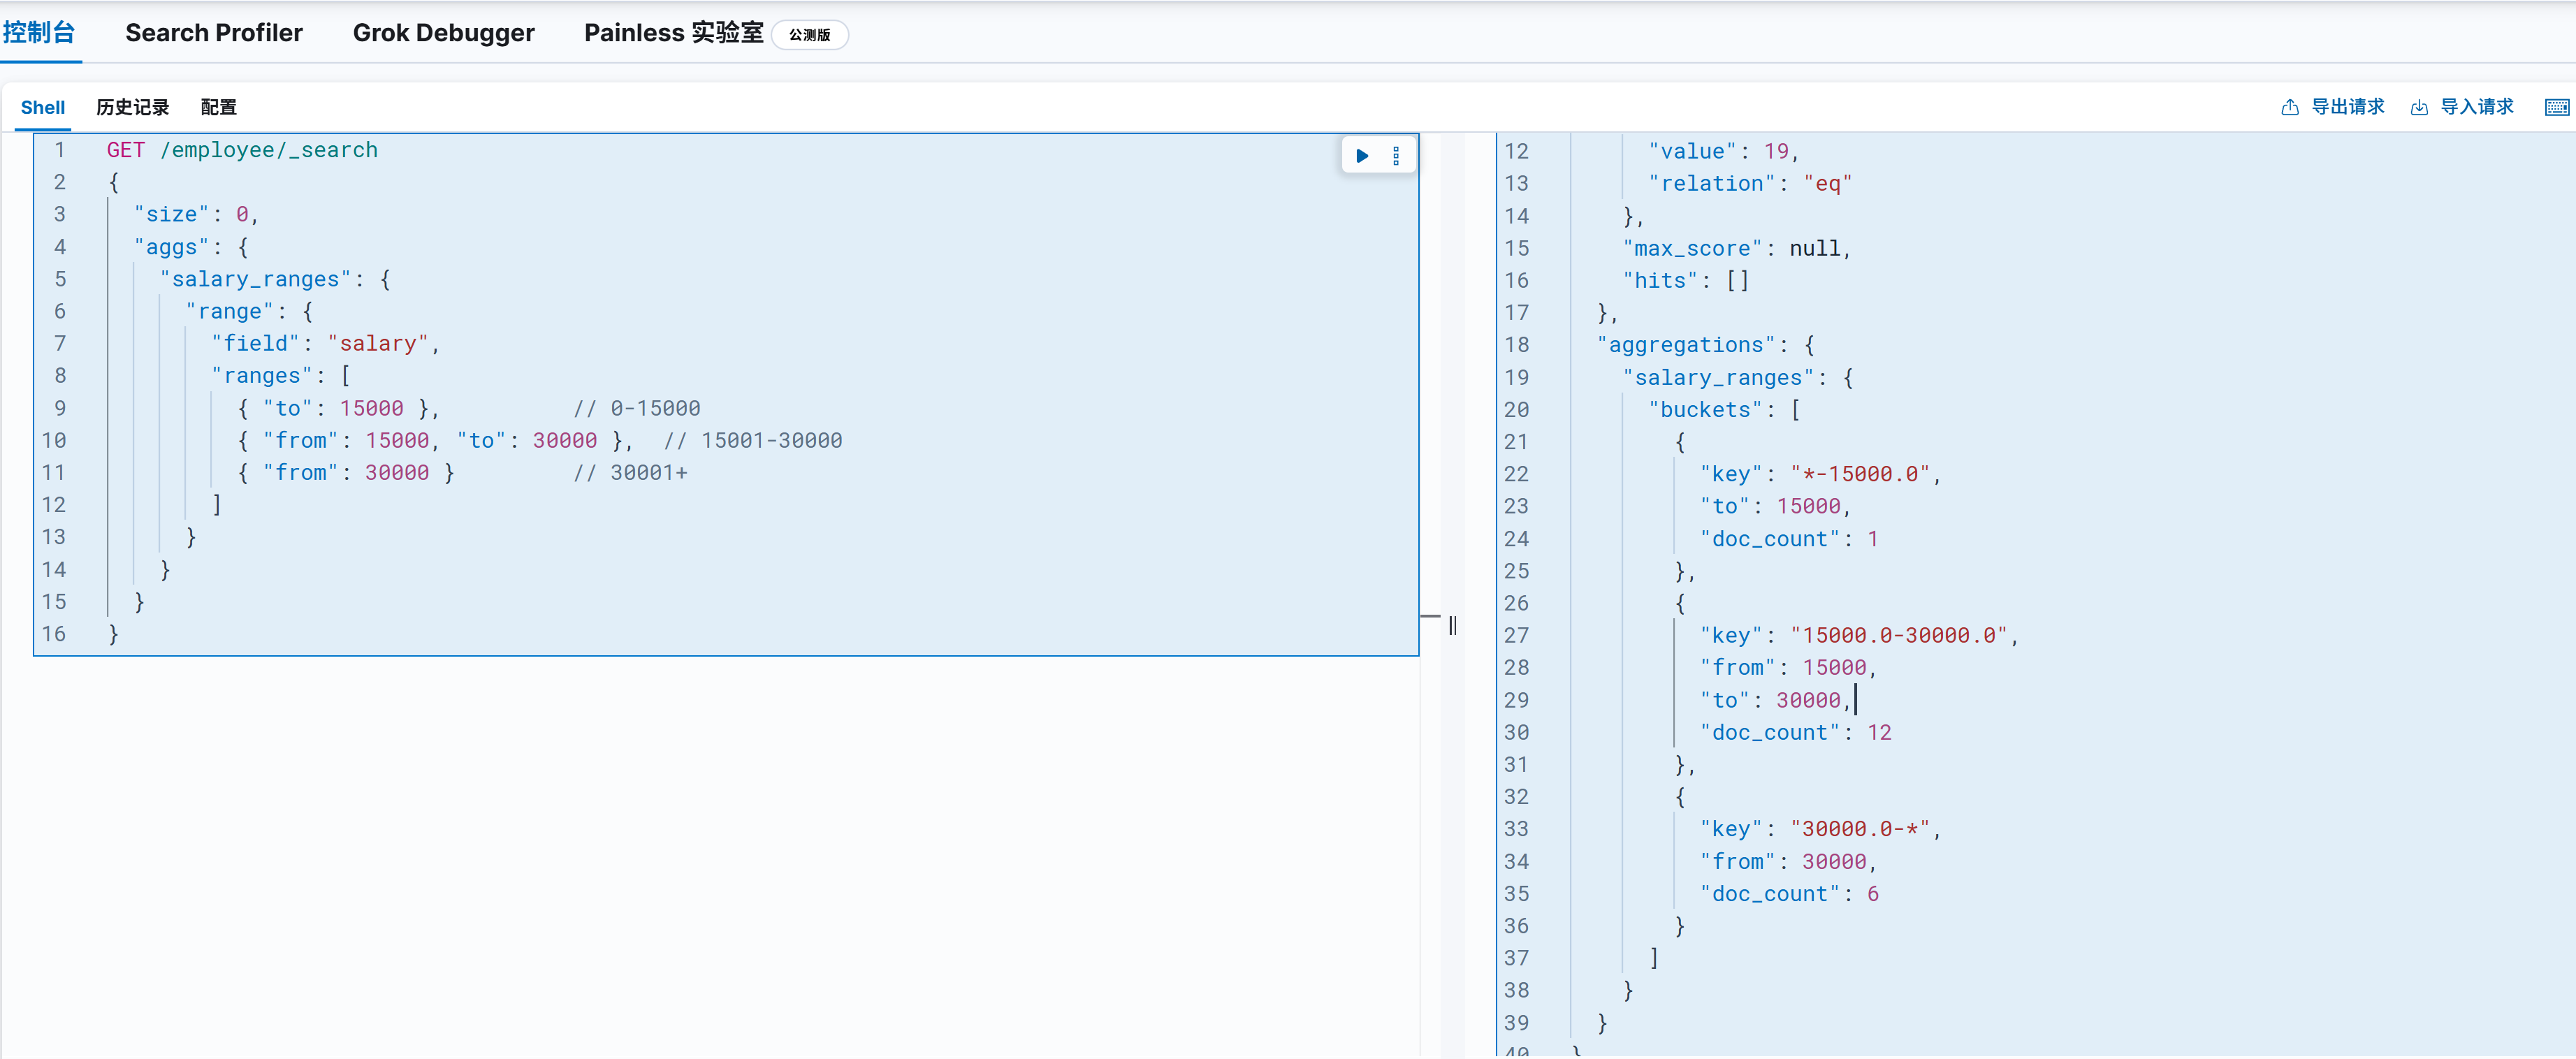 控制台 Search Profiler Grok Debugger Painless 实验室 公测版
Shell 历史记录 配置 导出请求 导入请求
1 GET /employee/_search
2 {
3 "size": 0,
4 "aggs": {
5 "salary_ranges": {
6 "range": {
7 "field": "salary",
8 "ranges": [
9 { "to": 15000 }, // 0-15000
10 { "from": 15000, "to": 30000 }, // 15001-30000
11 { "from": 30000 } // 30001+
12 ]
13 }
14 }
15 }
16 }
12 "value": 19,
13 "relation": "eq"
14 },
15 "max_score": null,
16 "hits": []
17 },
18 "aggregations": {
19 "salary_ranges": {
20 "buckets": [
21 {
22 "key": "*-15000.0",
23 "to": 15000,
24 "doc_count": 1
25 },
26 {
27 "key": "15000.0-30000.0",
28 "from": 15000,
29 "to": 30000,
30 "doc_count": 12
31 },
32 {
33 "key": "30000.0-*",
34 "from": 30000,
35 "doc_count": 6
36 }
37 ]
38 }
39 }
40 }